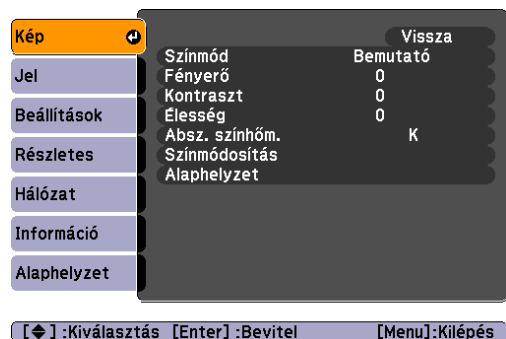 Kép
Jel
Beállítások
Részletes
Hálózat
Információ
Alaphelyzet
Vissza
Színmód Bemutató
Fényerő 0
Kontraszt 0
Élesség 0
Absz. színhőm. K
Színmódosítás
Alaphelyzet
[◆] :Kiválasztás [Enter] :Bevitel [Menu]:Kilépés